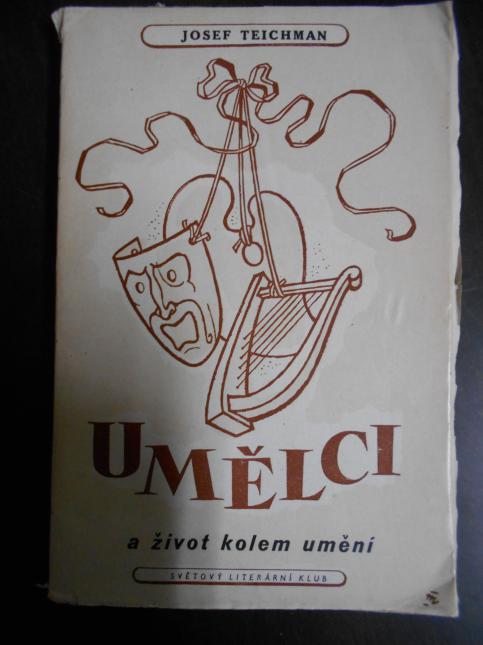 JOSEF TEICHMAN
UMĚLCI
a život kolem umění
SVĚTOVÝ LITERÁRNÍ KLUB